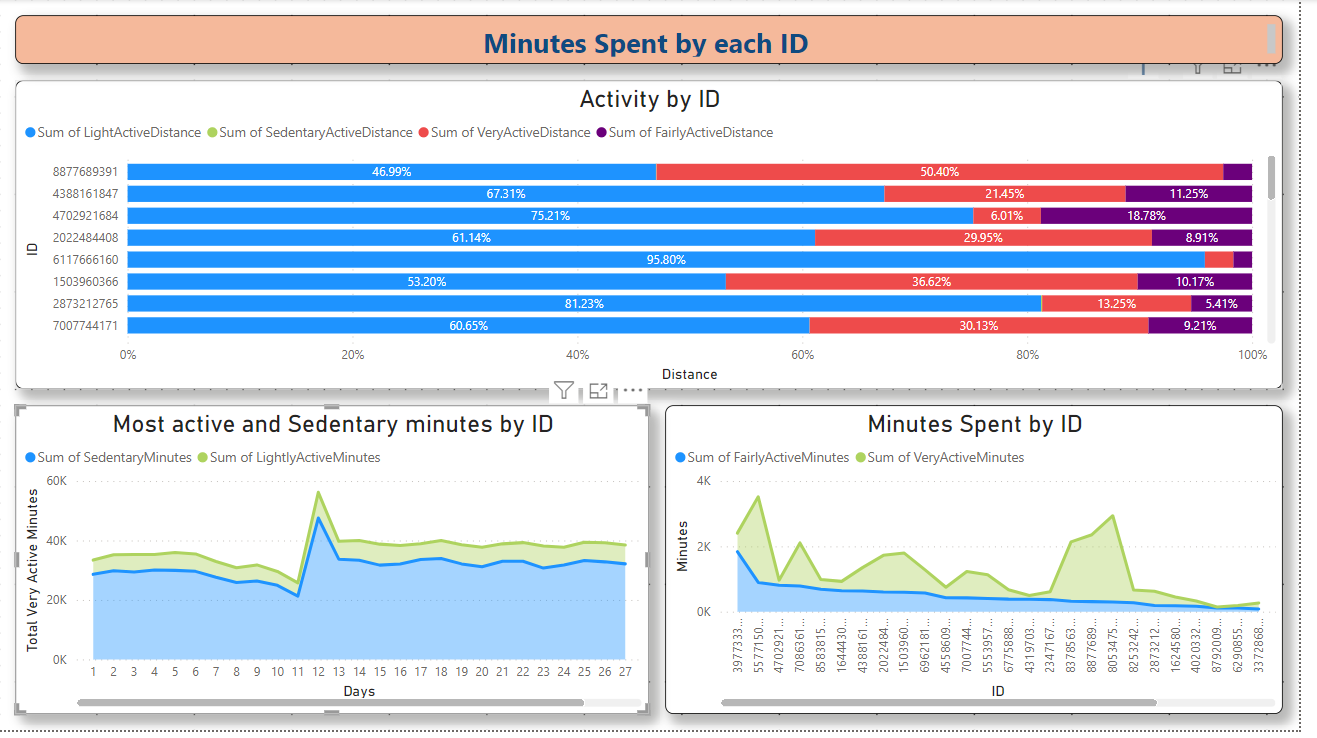 Minutes Spent by each ID
Activity by ID
Sum of LightActiveDistance Sum of SedentaryActiveDistance Sum of VeryActiveDistance Sum of FairlyActiveDistance
ID
8877689391 46.99% 50.40%
4388161847 67.31% 21.45% 11.25%
4702921684 75.21% 6.01% 18.78%
2022484408 61.14% 29.95% 8.91%
6117666160 95.80%
1503960366 53.20% 36.62% 10.17%
2873212765 81.23% 13.25% 5.41%
7007744171 60.65% 30.13% 9.21%
0% 20% 40% 60% 80% 100%
Distance
Most active and Sedentary minutes by ID
Sum of SedentaryMinutes Sum of LightlyActiveMinutes
Total Very Active Minutes
60K
40K
20K
0K
1 2 3 4 5 6 7 8 9 10 11 12 13 14 15 16 17 18 19 20 21 22 23 24 25 26 27
Days
Minutes Spent by ID
Sum of FairlyActiveMinutes Sum of VeryActiveMinutes
Minutes
4K
2K
0K
3977333... 5577150... 4702921... 7086361... 8583815... 1644430... 4388161... 2022484... 1503960... 6962181... 4558609... 7007744... 5553957... 6775888... 4319703... 2347167... 8378563... 8877689... 8053475... 8253242... 2873212... 1624580... 4020332... 8792009... 6290855... 3372868...
ID